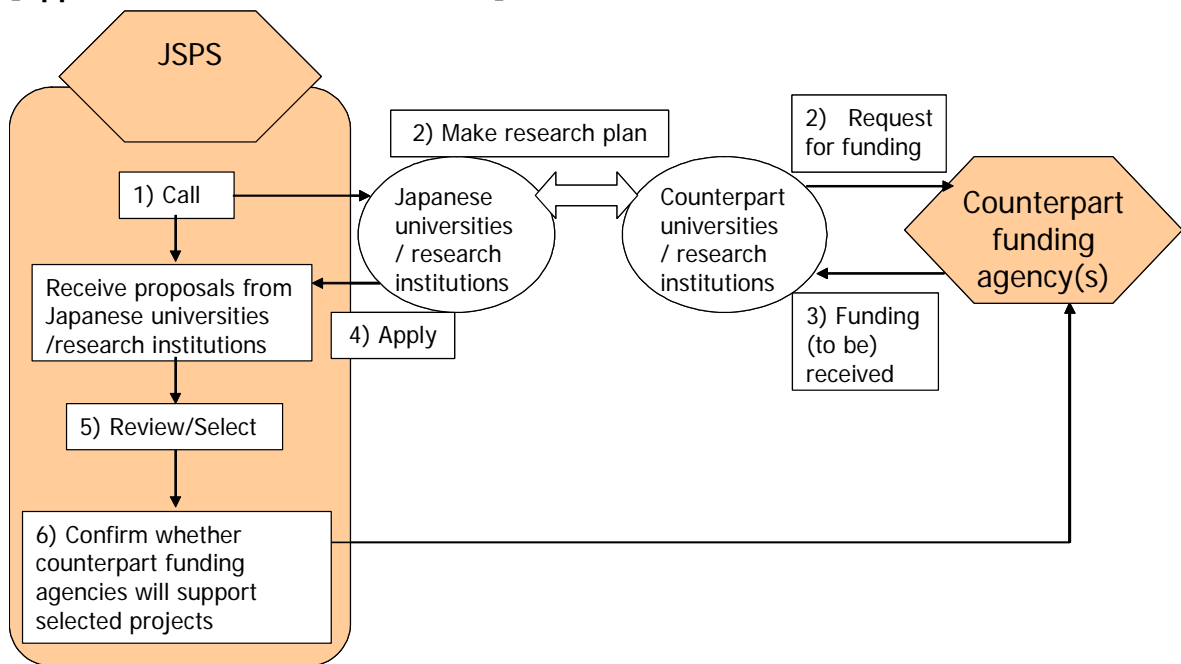 JSPS
2) Make research plan
2) Request
for funding
1) Call
Japanese
universities
/ research
institutions
Counterpart
universities
/ research
institutions
Counterpart
funding
agency(s)
Receive proposals from
Japanese universities
/research institutions
4) Apply
3) Funding
(to be)
received
5) Review/Select
6) Confirm whether
counterpart funding
agencies will support
selected projects